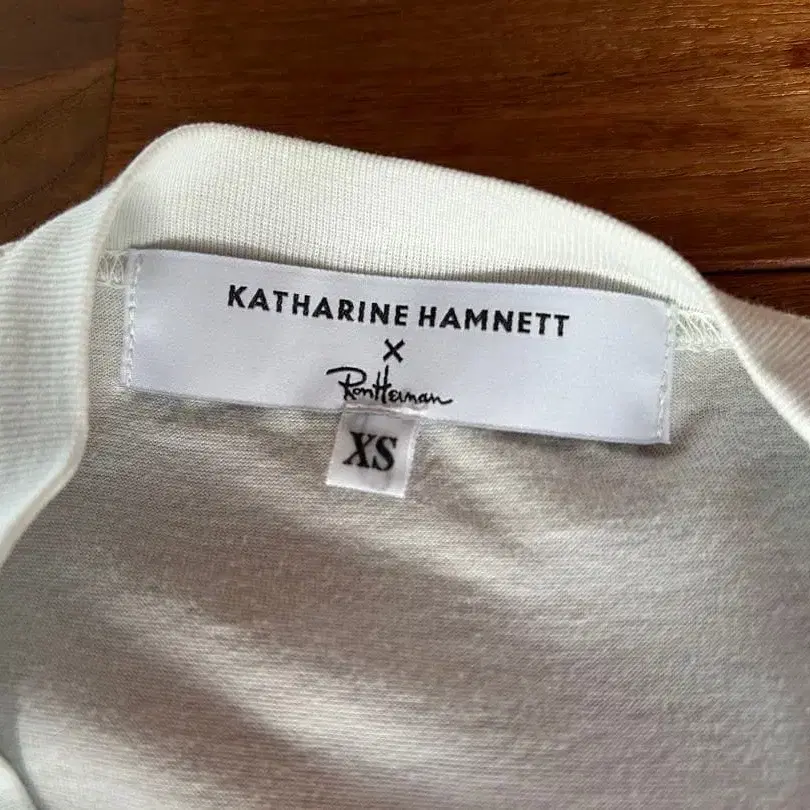 KATHARINE HAMNETT
X
RonHerman
XS